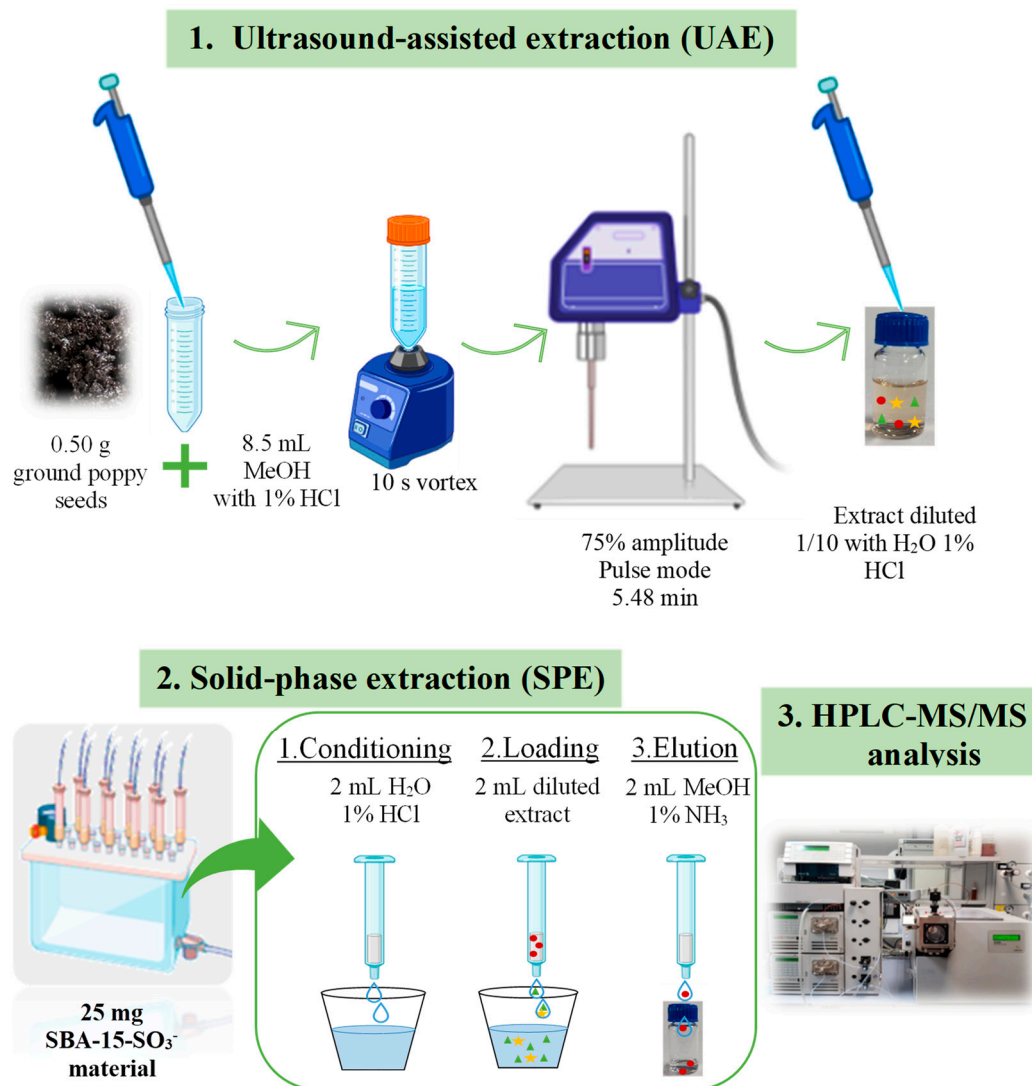 1. Ultrasound-assisted extraction (UAE)
0.50 g
ground poppy
seeds
8.5 mL
MeOH
with 1% HCl
10 s vortex
75% amplitude
Pulse mode
5.48 min
Extract diluted
1/10 with H₂O 1%
HCl
2. Solid-phase extraction (SPE)
25 mg
SBA-15-SO₃⁻
material
1.Conditioning
2 mL H₂O
1% HCl
2.Loading
2 mL diluted
extract
3.Elution
2 mL MeOH
1% NH₃
3. HPLC-MS/MS
analysis